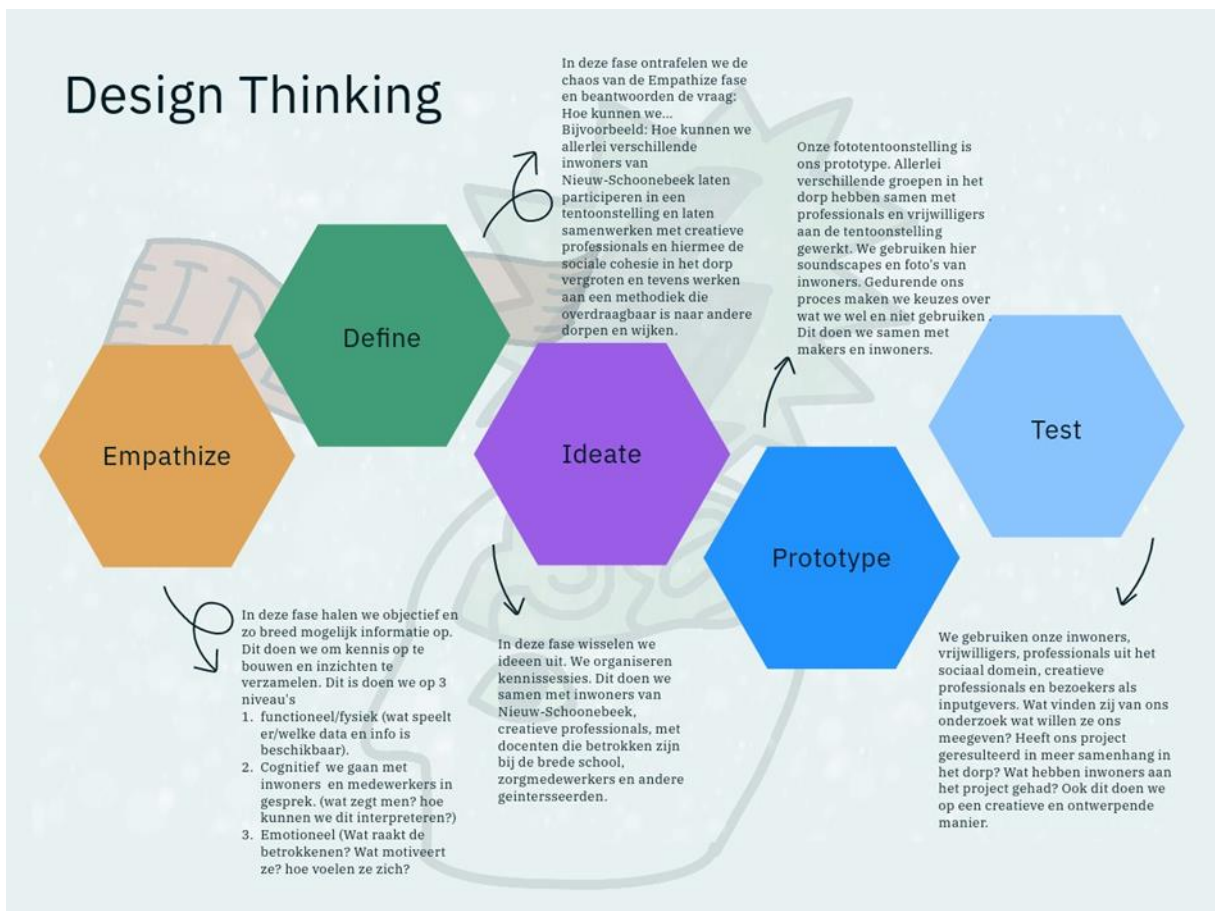 Design Thinking
Empathize
In deze fase halen we objectief en
zo breed mogelijk informatie op.
Dit doen we om kennis op te
bouwen en inzichten te
verzamelen. Dit is doen we op 3
niveau's
1. functioneel/fysiek (wat speelt
er/welke data en info is
beschikbaar).
2. Cognitief we gaan met
inwoners en medewerkers in
gesprek. (wat zegt men? hoe
kunnen we dit interpreteren?)
3. Emotioneel (Wat raakt de
betrokkenen? Wat motiveert
ze? hoe voelen ze zich?
Define
In deze fase ontrafelen we de
chaos van de Empathize fase
en beantwoorden de vraag:
Hoe kunnen we...
Bijvoorbeeld: Hoe kunnen we
allerlei verschillende
inwoners van
Nieuw-Schoonebeek laten
participeren in een
tentoonstelling en laten
samenwerken met creatieve
professionals en hiermee de
sociale cohesie in het dorp
vergroten en tevens werken
aan een methodiek die
overdraagbaar is naar andere
dorpen en wijken.
Ideate
In deze fase wisselen we
ideeen uit. We organiseren
kennissessies. Dit doen we
samen met inwoners van
Nieuw-Schoonebeek,
creatieve professionals, met
docenten die betrokken zijn
bij de brede school,
zorgmedewerkers en andere
geintersseerden.
Prototype
Onze fototentoonstelling is
ons prototype. Allerlei
verschillende groepen in het
dorp hebben samen met
professionals en vrijwilligers
aan de tentoonstelling
gewerkt. We gebruiken hier
soundscapes en foto's van
inwoners. Gedurende ons
proces maken we keuzes over
wat we wel en niet gebruiken .
Dit doen we samen met
makers en inwoners.
Test
We gebruiken onze inwoners,
vrijwilligers, professionals uit het
sociaal domein, creatieve
professionals en bezoekers als
inputgevers. Wat vinden zij van ons
onderzoek wat willen ze ons
meegeven? Heeft ons project
geresulteerd in meer samenhang in
het dorp? Wat hebben inwoners aan
het project gehad? Ook dit doen we
op een creatieve en ontwerpende
manier.